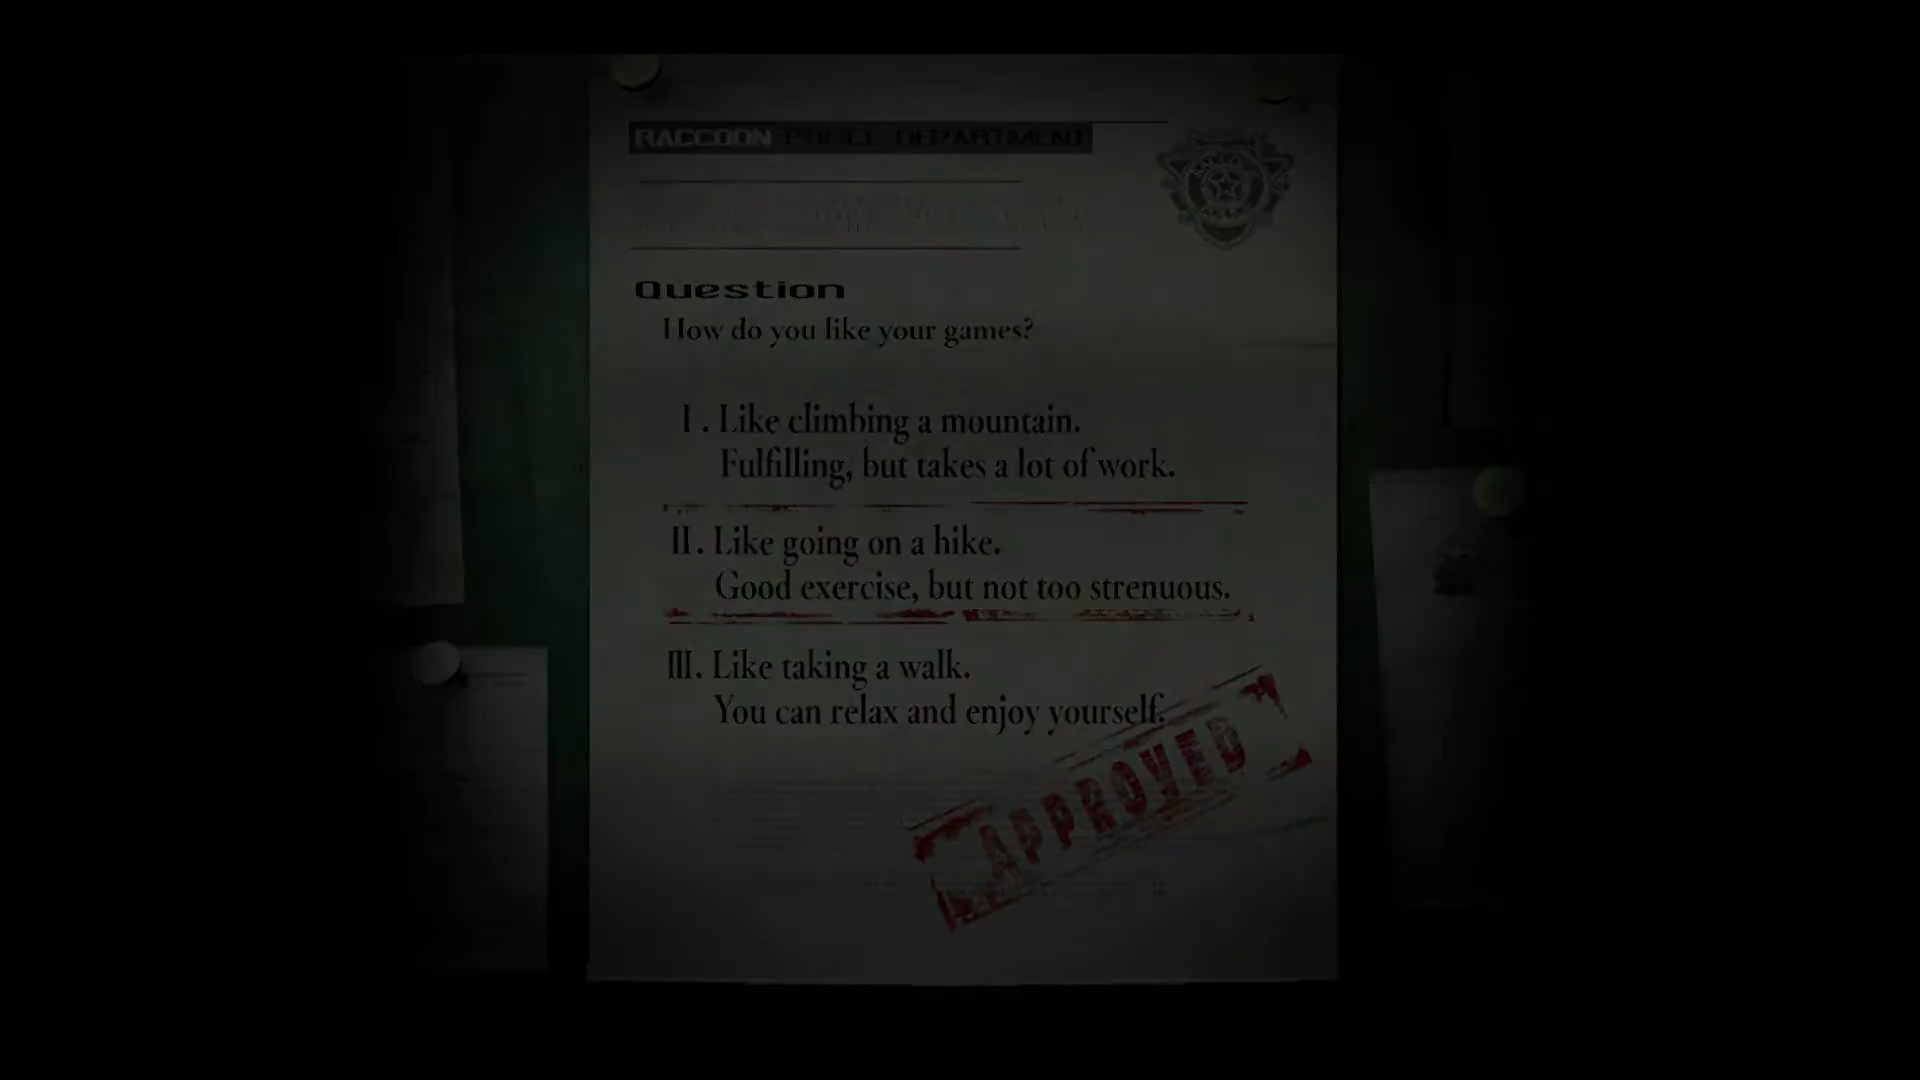 RACCOON POLICE DEPARTMENT
Question
How do you like your games?
I. Like climbing a mountain.
Fulfilling, but takes a lot of work.
II. Like going on a hike.
Good exercise, but not too strenuous.
III. Like taking a walk.
You can relax and enjoy yourself.
APPROVED